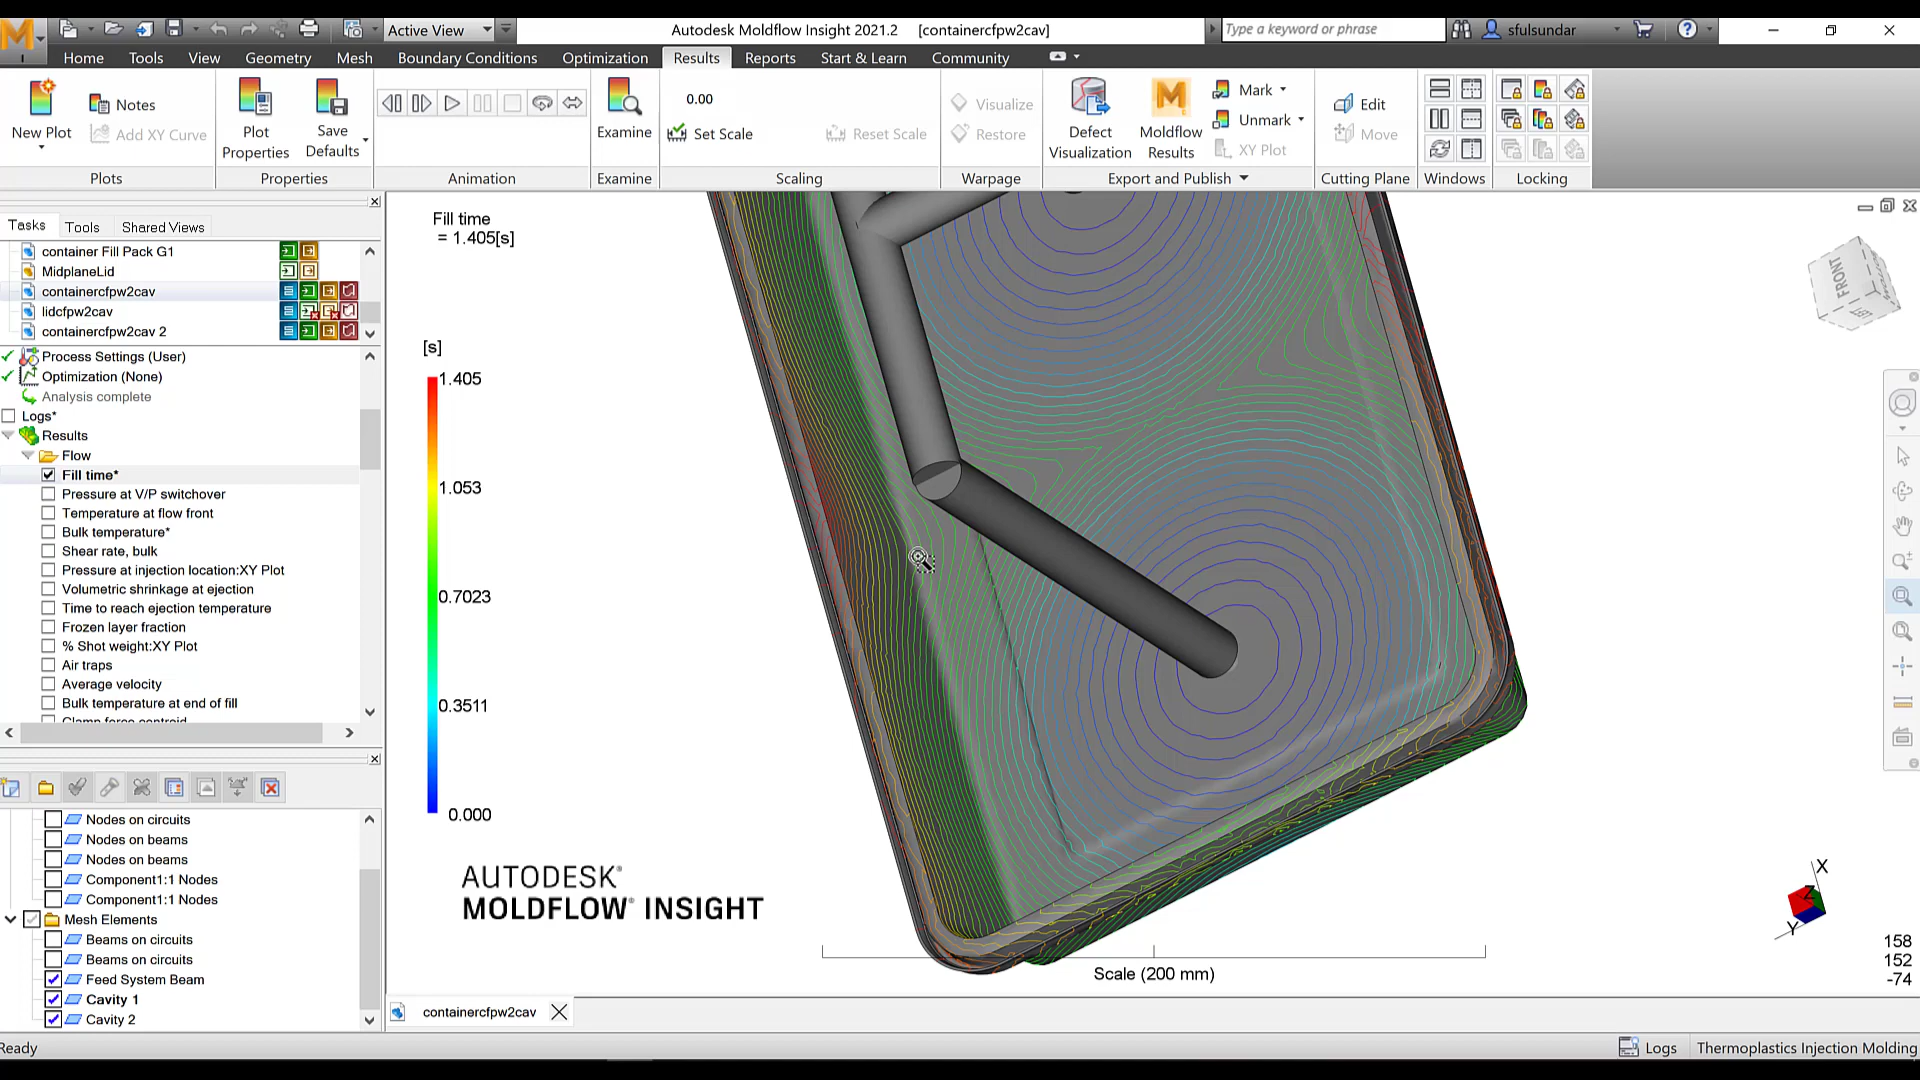 Active View
Autodesk Moldflow Insight 2021.2 [containercfpw2cav]
Type a keyword or phrase
sfulsundar
Home Tools View Geometry Mesh Boundary Conditions Optimization Results Reports Start & Learn Community
New Plot
Notes
Add XY Curve
Plot Properties
Save Defaults
Examine
0.00
Set Scale
Reset Scale
Visualize
Restore
Defect Visualization
Moldflow Results
Mark
Unmark
XY Plot
Edit
Move
Plots Properties Animation Examine Scaling Warpage Export and Publish Cutting Plane Windows Locking
Tasks Tools Shared Views
container Fill Pack G1
MidplaneLid
containercfpw2cav
lidcfpw2cav
containercfpw2cav 2
Process Settings (User)
Optimization (None)
Analysis complete
Logs*
Results
Flow
Fill time*
Pressure at V/P switchover
Temperature at flow front
Bulk temperature*
Shear rate, bulk
Pressure at injection location:XY Plot
Volumetric shrinkage at ejection
Time to reach ejection temperature
Frozen layer fraction
% Shot weight:XY Plot
Air traps
Average velocity
Bulk temperature at end of fill
Clamp force centroid
Nodes on circuits
Nodes on beams
Nodes on beams
Component1:1 Nodes
Component1:1 Nodes
Mesh Elements
Beams on circuits
Beams on circuits
Feed System Beam
Cavity 1
Cavity 2
Fill time
= 1.405[s]
[s]
1.405
1.053
0.7023
0.3511
0.000
AUTODESK®
MOLDFLOW® INSIGHT
Scale (200 mm)
FRONT
X
Z
Y
158
152
-74
containercfpw2cav
Ready
Logs
Thermoplastics Injection Molding